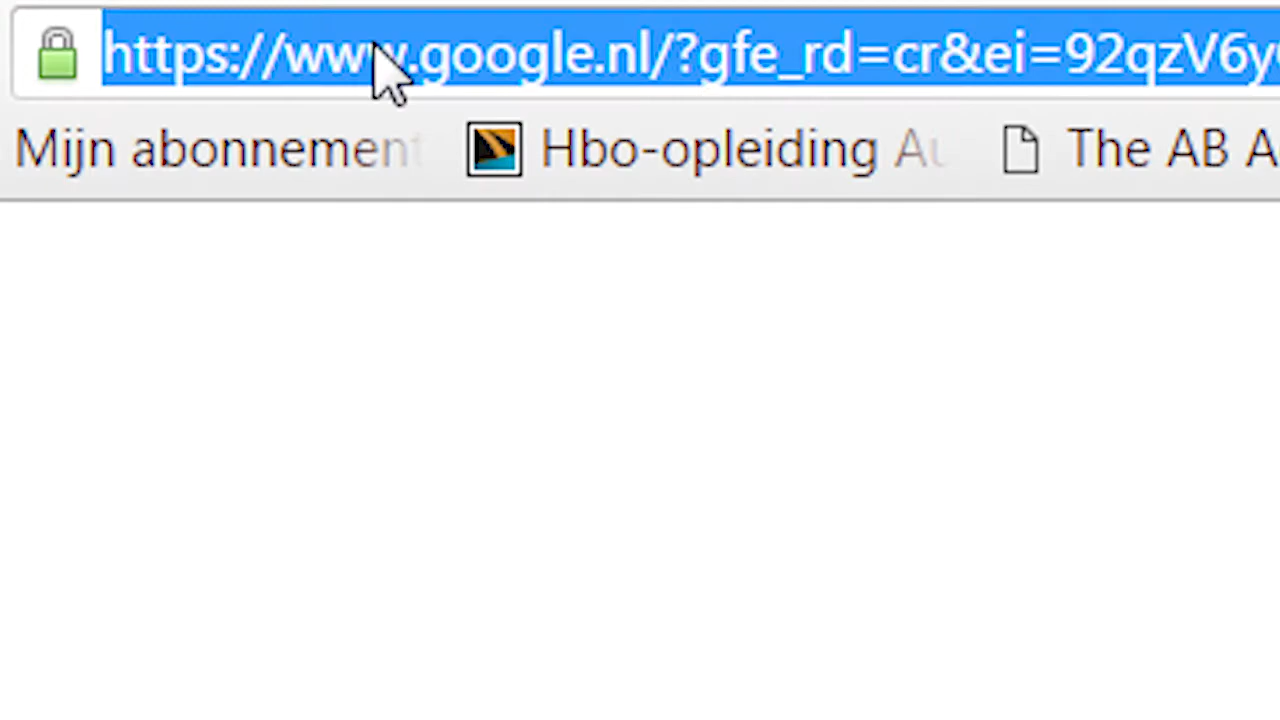 https://www.google.nl/?gfe_rd=cr&ei=92qzV6y
Mijn abonnement Hbo-opleiding Au The AB A